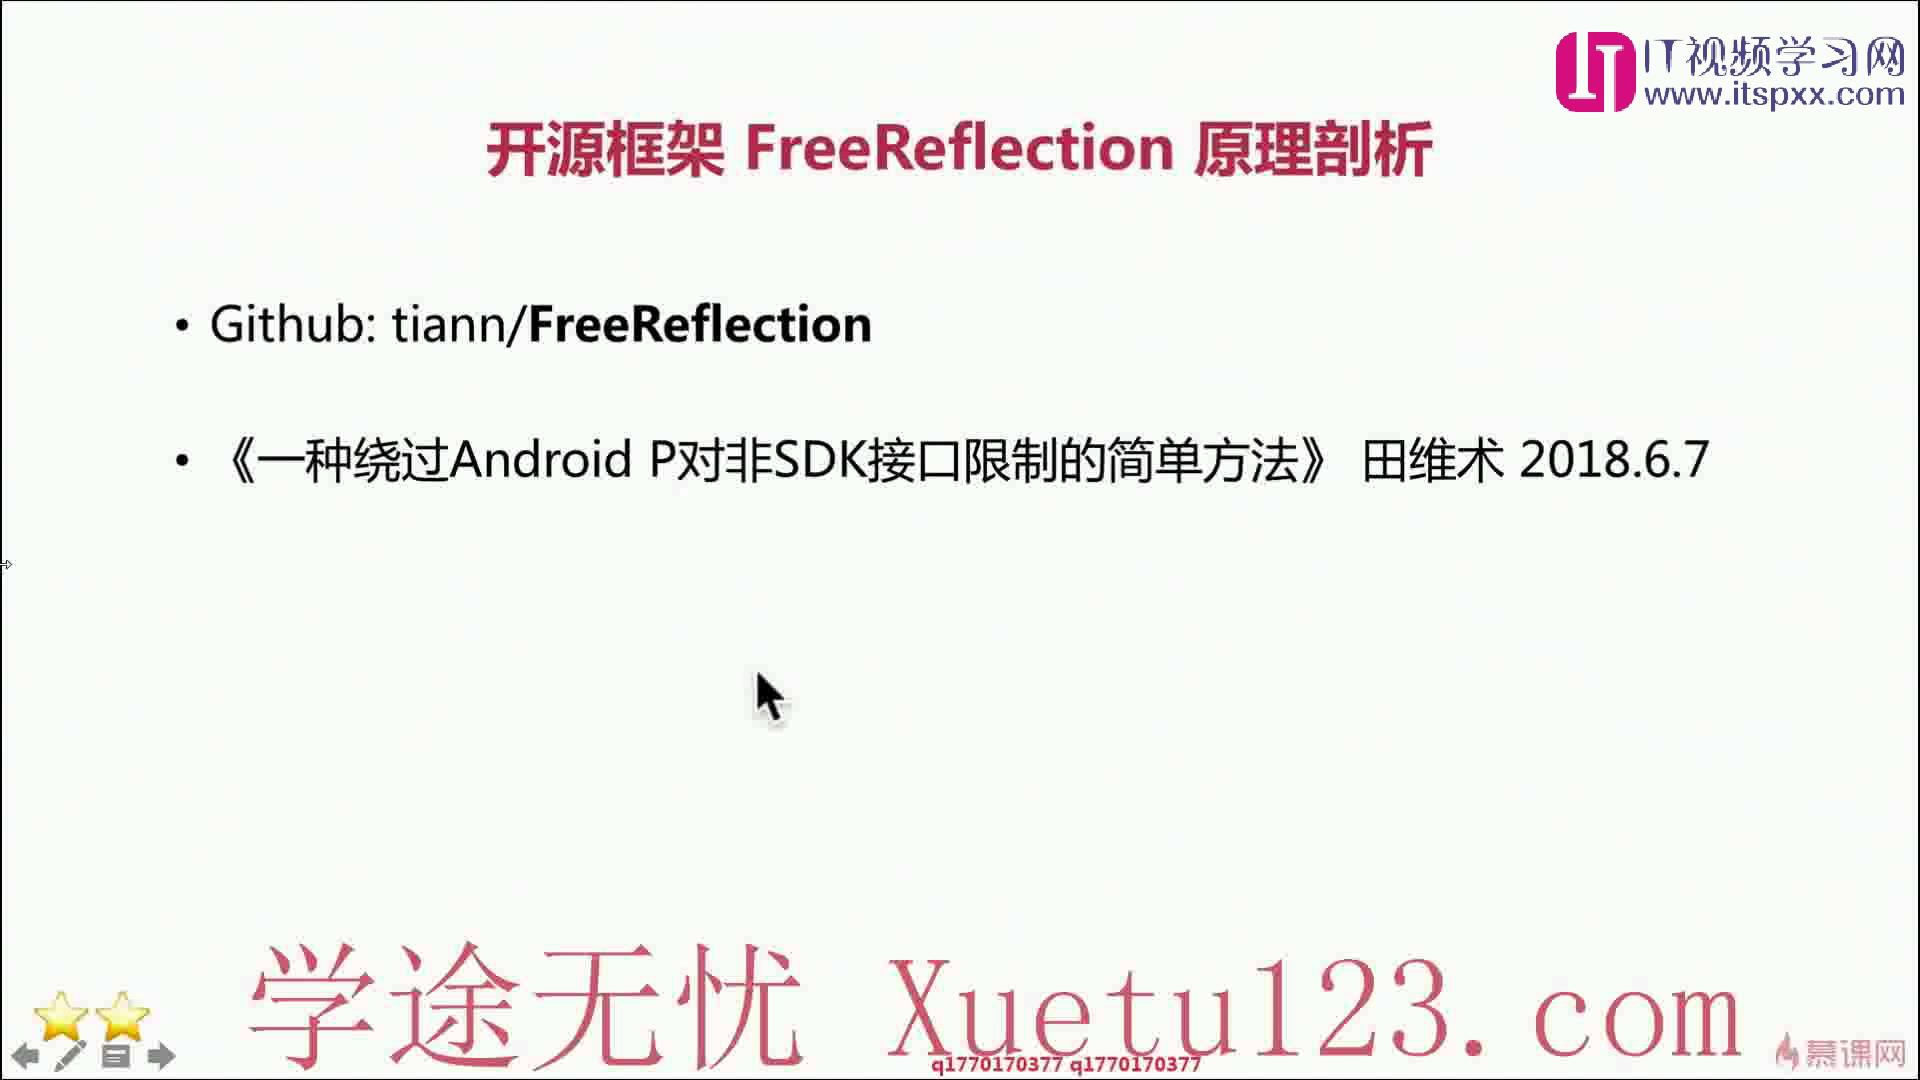 IT视频学习网
www.itspxx.com
开源框架 FreeReflection 原理剖析
• Github: tiann/FreeReflection
• 《一种绕过Android P对非SDK接口限制的简单方法》 田维术 2018.6.7
学途无忧 Xuetu123.com
q1770170377 q1770170377
慕课网